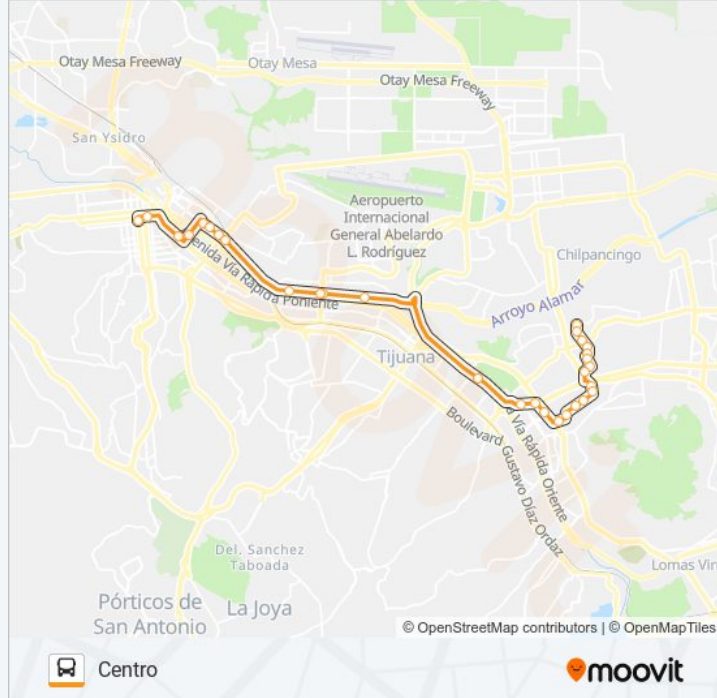 Otay Mesa Freeway
Otay Mesa
Otay Mesa Freeway
San Ysidro
Aeropuerto
Internacional
General Abelardo
L. Rodríguez
Chilpancingo
enida Vía Rápida Poniente
Arroyo Alamar
Tijuana
a Vía Rápida Oriente
Boulevard Gustavo Díaz Ordaz
Del. Sanchez
Taboada
Lomas Vir
Pórticos de
San Antonio
La Joya
© OpenStreetMap contributors | © OpenMapTiles
Centro
moovit